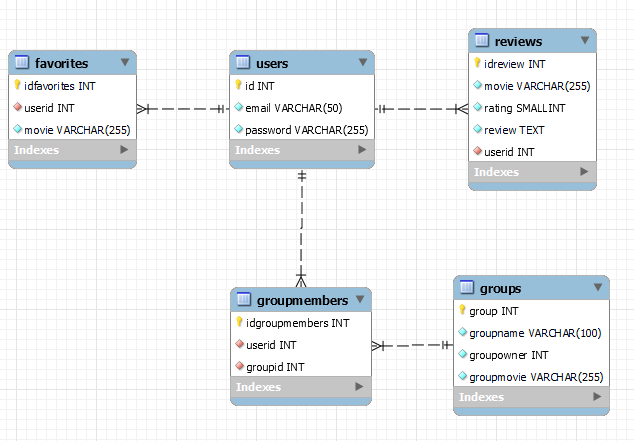 favorites
idfavorites INT
userid INT
movie VARCHAR(255)
Indexes
users
id INT
email VARCHAR(50)
password VARCHAR(255)
Indexes
reviews
idreview INT
movie VARCHAR(255)
rating SMALLINT
review TEXT
userid INT
Indexes
groupmembers
idgroupmembers INT
userid INT
groupid INT
Indexes
groups
group INT
groupname VARCHAR(100)
groupowner INT
groupmovie VARCHAR(255)
Indexes